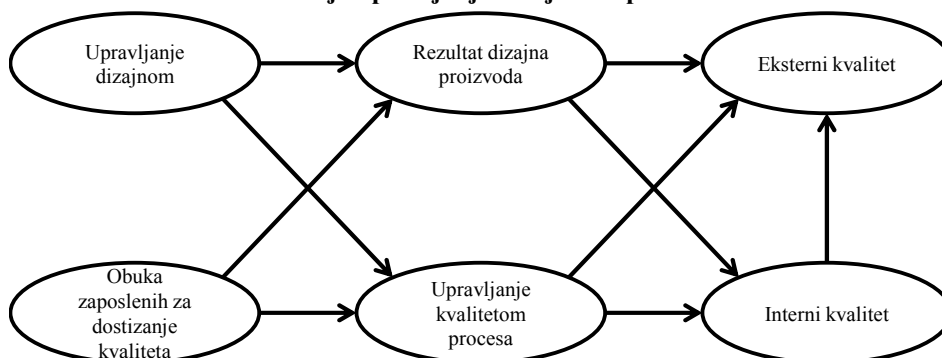 Upravljanje
dizajnom
Rezultat dizajna
proizvoda
Eksterni kvalitet
Obuka
zaposlenih za
dostizanje
kvaliteta
Upravljanje
kvalitetom
procesa
Interni kvalitet